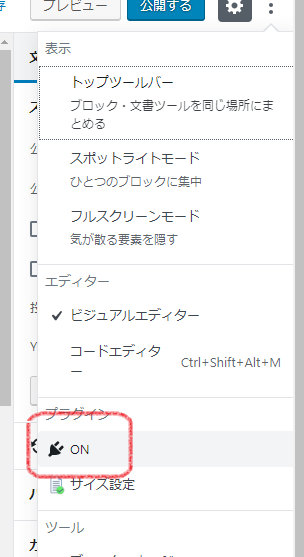 存
プレビュー
公開する
表示
トップツールバー
ブロック・文書ツールを同じ場所にま
とめる
スポットライトモード
ひとつのブロックに集中
フルスクリーンモード
気が散る要素を隠す
エディター
ビジュアルエディター
コードエディタ
ー
Ctrl+Shift+Alt+M
プラグイン
ON
サイズ設定
ツール